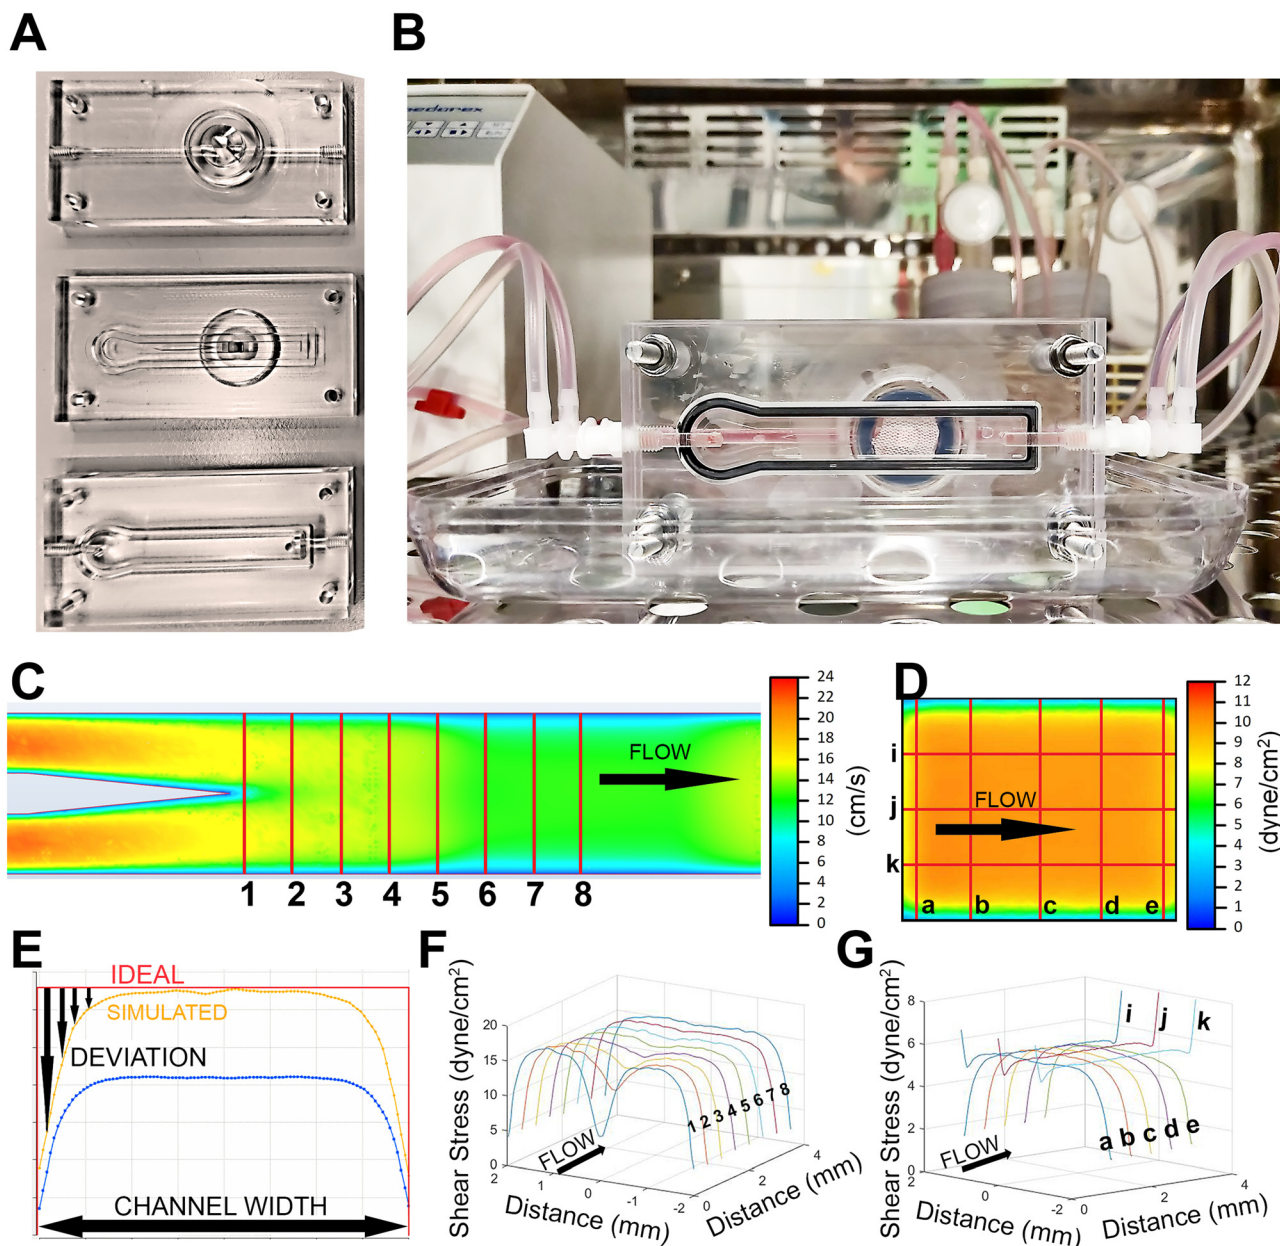 A
B
edarex
C
FLOW
1 2 3 4 5 6 7 8
24
22
20
18
16
14
12
10
8
6
4
2
0
(cm/s)
D
i
j
k
FLOW
a b c d e
12
11
10
9
8
7
6
5
4
3
2
1
0
(dyne/cm²)
E
IDEAL
SIMULATED
DEVIATION
CHANNEL WIDTH
F
Shear Stress (dyne/cm²)
20
15
10
5
0
1 2 3 4 5 6 7 8
FLOW
2 1 0 -1 -2
Distance (mm)
0 2 4
Distance (mm)
G
Shear Stress (dyne/cm²)
8
6
4
2
0
i j k
a b c d e
FLOW
2 0 -2
Distance (mm)
0 2 4
Distance (mm)